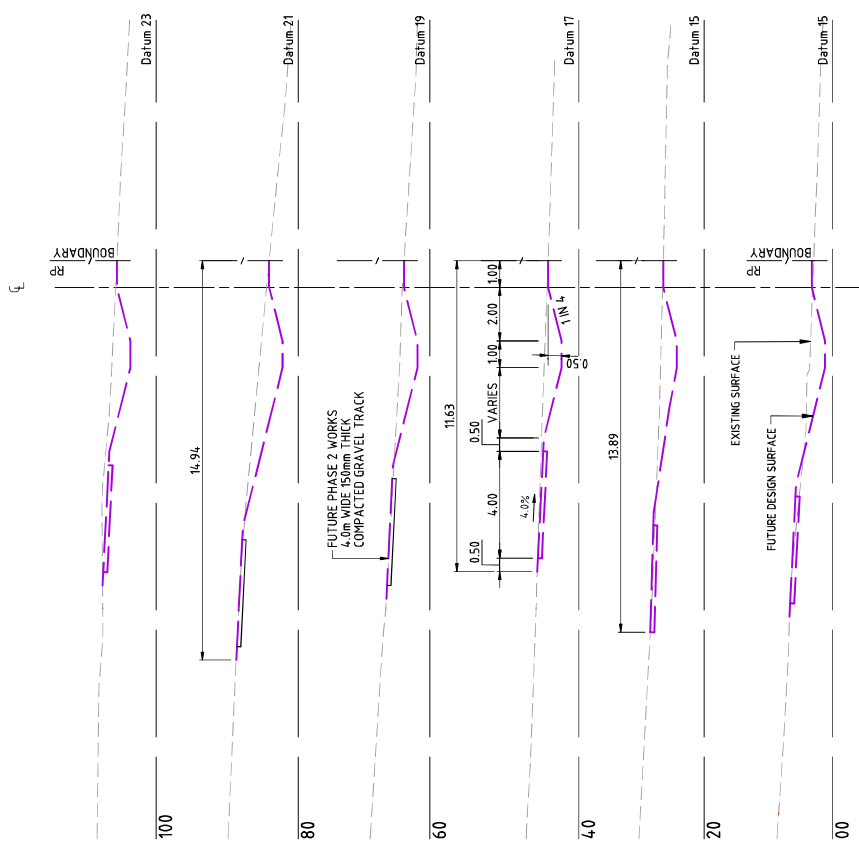 ℄
RP
BOUNDARY
Datum 23
100
14.94
Datum 21
80
FUTURE PHASE 2 WORKS
4.0m WIDE 150mm THICK
COMPACTED GRAVEL TRACK
Datum 19
60
11.63
0.50
4.00
0.50
VARIES
1.00
2.00
1.00
4.0%
1 IN 4
0.50
Datum 17
40
13.89
Datum 15
20
RP
BOUNDARY
EXISTING SURFACE
FUTURE DESIGN SURFACE
Datum 15
00